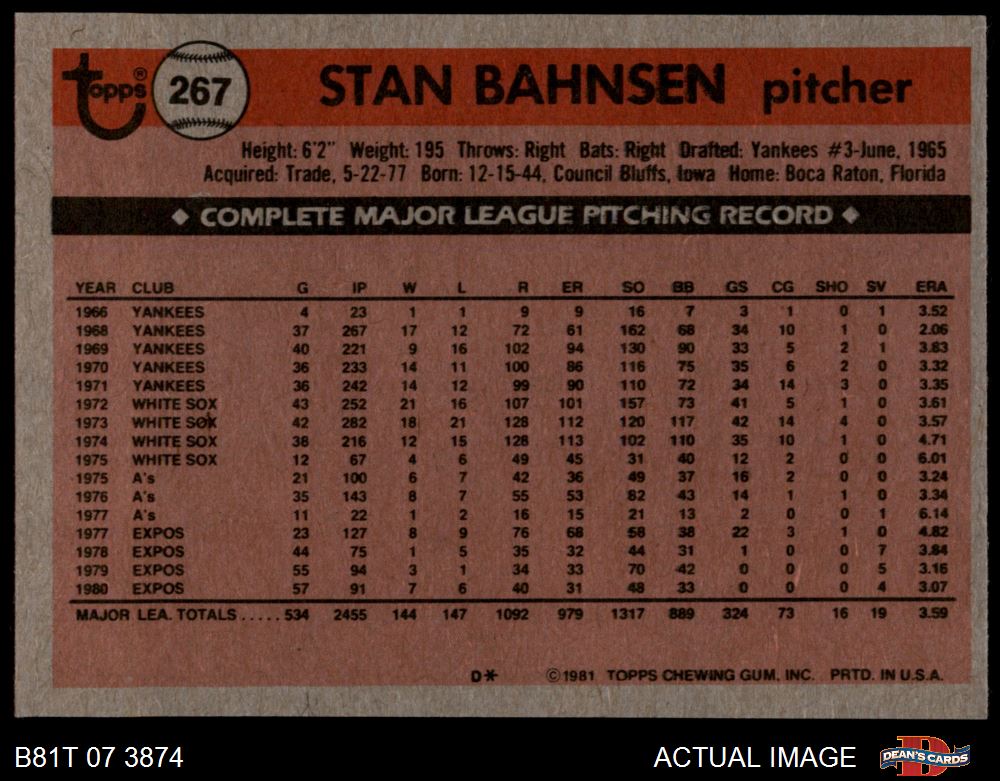 topps® 267 STAN BAHNSEN pitcher
Height: 6'2" Weight: 195 Throws: Right Bats: Right Drafted: Yankees #3-June, 1965
Acquired: Trade, 5-22-77 Born: 12-15-44, Council Bluffs, Iowa Home: Boca Raton, Florida
◆ COMPLETE MAJOR LEAGUE PITCHING RECORD ◆
YEAR CLUB G IP W L R ER SO BB GS CG SHO SV ERA
1966 YANKEES 4 23 1 1 9 9 16 7 3 1 0 1 3.52
1968 YANKEES 37 267 17 12 72 61 162 68 34 10 1 0 2.06
1969 YANKEES 40 221 9 16 102 94 130 90 33 5 2 1 3.83
1970 YANKEES 36 233 14 11 100 86 116 75 35 6 2 0 3.32
1971 YANKEES 36 242 14 12 99 90 110 72 34 14 3 0 3.35
1972 WHITE SOX 43 252 21 16 107 101 157 73 41 5 1 0 3.61
1973 WHITE SOX 42 282 18 21 128 112 120 117 42 14 4 0 3.57
1974 WHITE SOX 38 216 12 15 128 113 102 110 35 10 1 0 4.71
1975 WHITE SOX 12 67 4 6 49 45 31 40 12 2 0 0 6.01
1975 A's 21 100 6 7 42 36 49 37 16 2 0 0 3.24
1976 A's 35 143 8 7 55 53 82 43 14 1 1 0 3.34
1977 A's 11 22 1 2 16 15 21 13 2 0 0 1 6.14
1977 EXPOS 23 127 8 9 76 68 58 38 22 3 1 0 4.82
1978 EXPOS 44 75 1 5 35 32 44 31 1 0 0 7 3.84
1979 EXPOS 55 94 3 1 34 33 70 42 0 0 0 5 3.16
1980 EXPOS 57 91 7 6 40 31 48 33 0 0 0 4 3.07
MAJOR LEA. TOTALS ..... 534 2455 144 147 1092 979 1317 889 324 73 16 19 3.59
D* ©1981 TOPPS CHEWING GUM, INC. PRTD. IN U.S.A.
B81T 07 3874 ACTUAL IMAGE DEAN'S CARDS